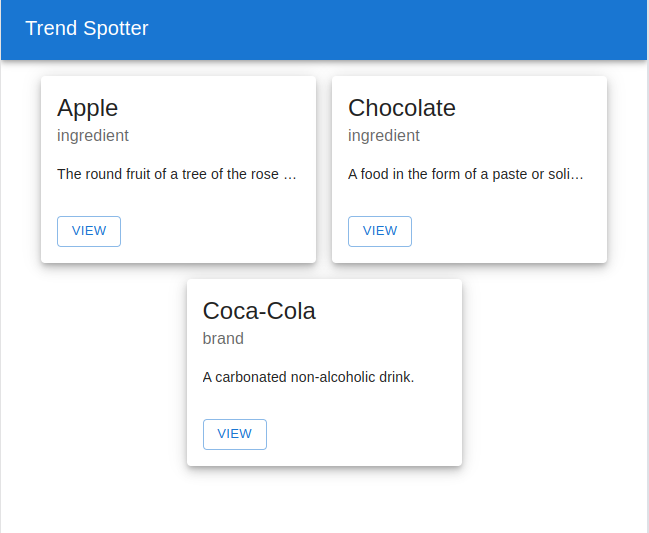 Trend Spotter
Apple
ingredient
The round fruit of a tree of the rose ...
VIEW
Chocolate
ingredient
A food in the form of a paste or soli...
VIEW
Coca-Cola
brand
A carbonated non-alcoholic drink.
VIEW